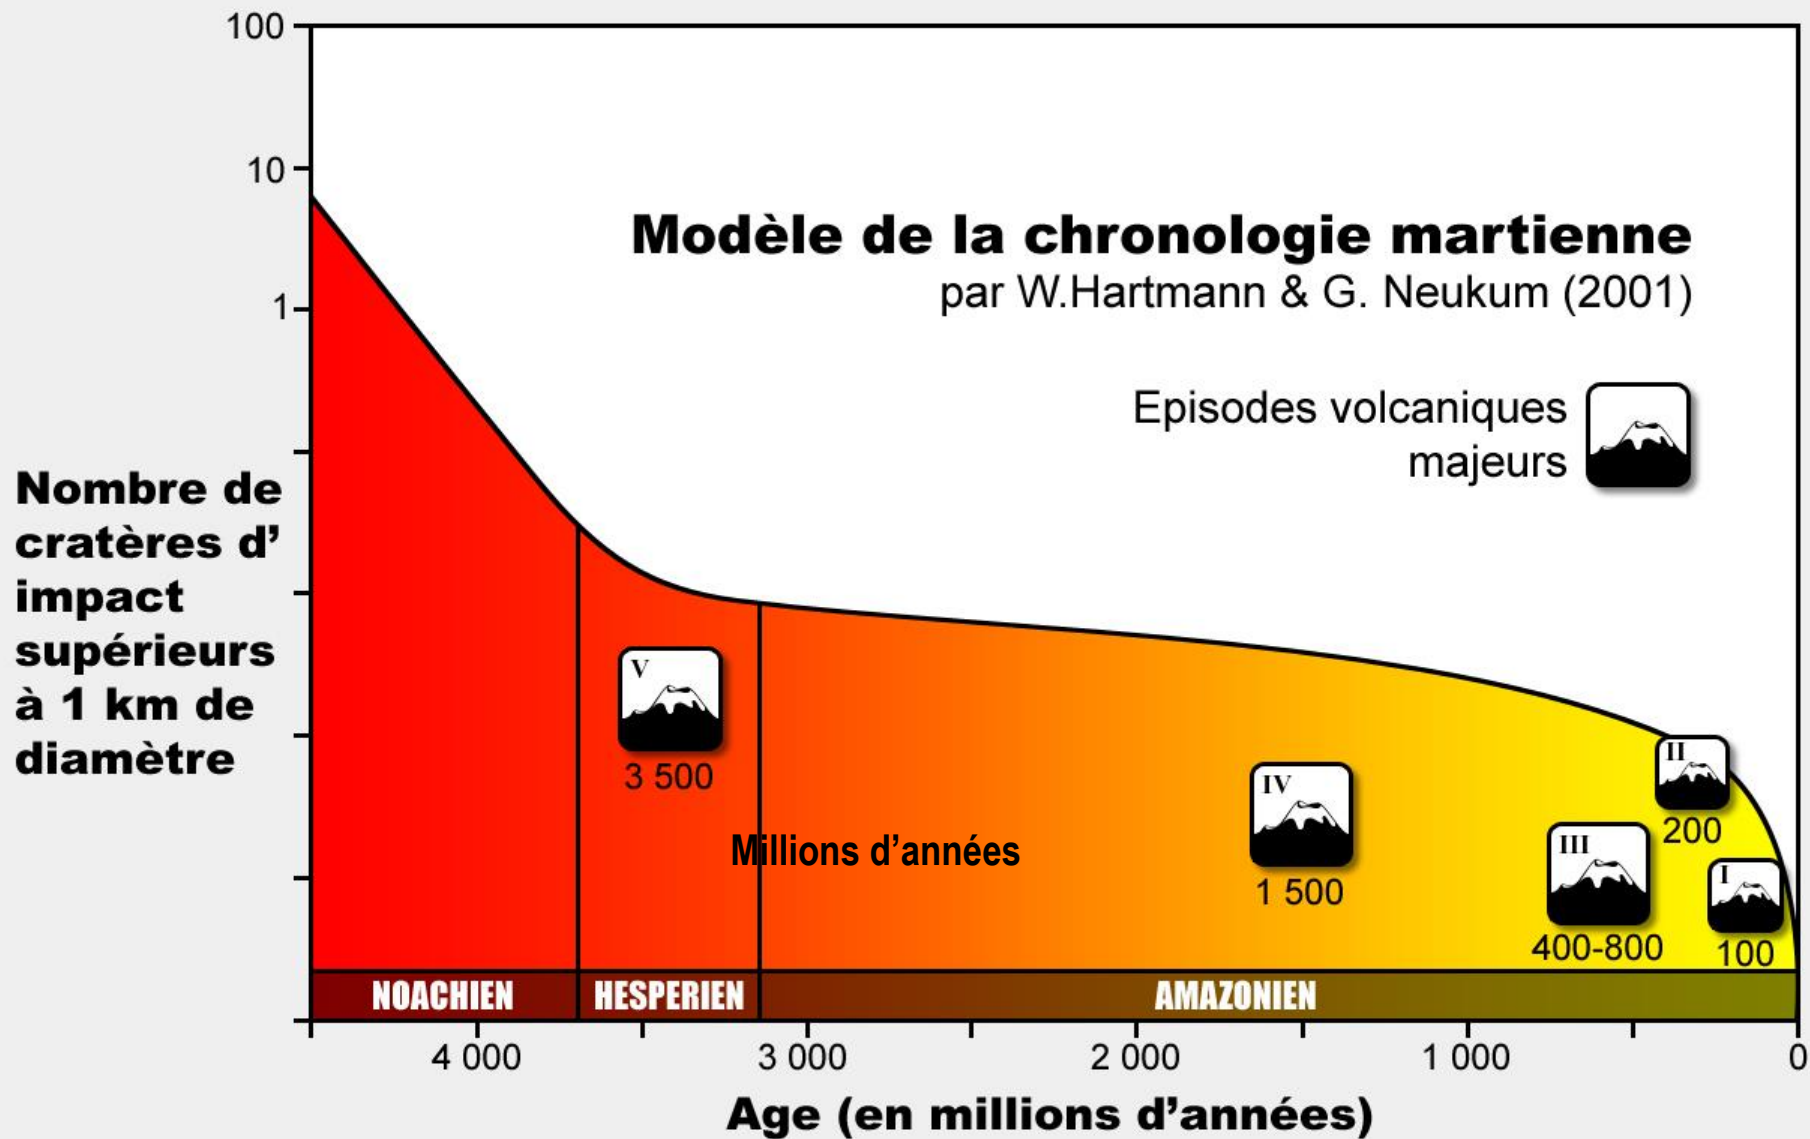 100
10
1
Modèle de la chronologie martienne
par W.Hartmann & G. Neukum (2001)
Episodes volcaniques
majeurs
Nombre de
cratères d'
impact
supérieurs
à 1 km de
diamètre
V
3 500
Millions d'années
IV
1 500
III
400-800
II
200
I
100
NOACHIEN
HESPERIEN
AMAZONIEN
4 000
3 000
2 000
1 000
0
Age (en millions d'années)